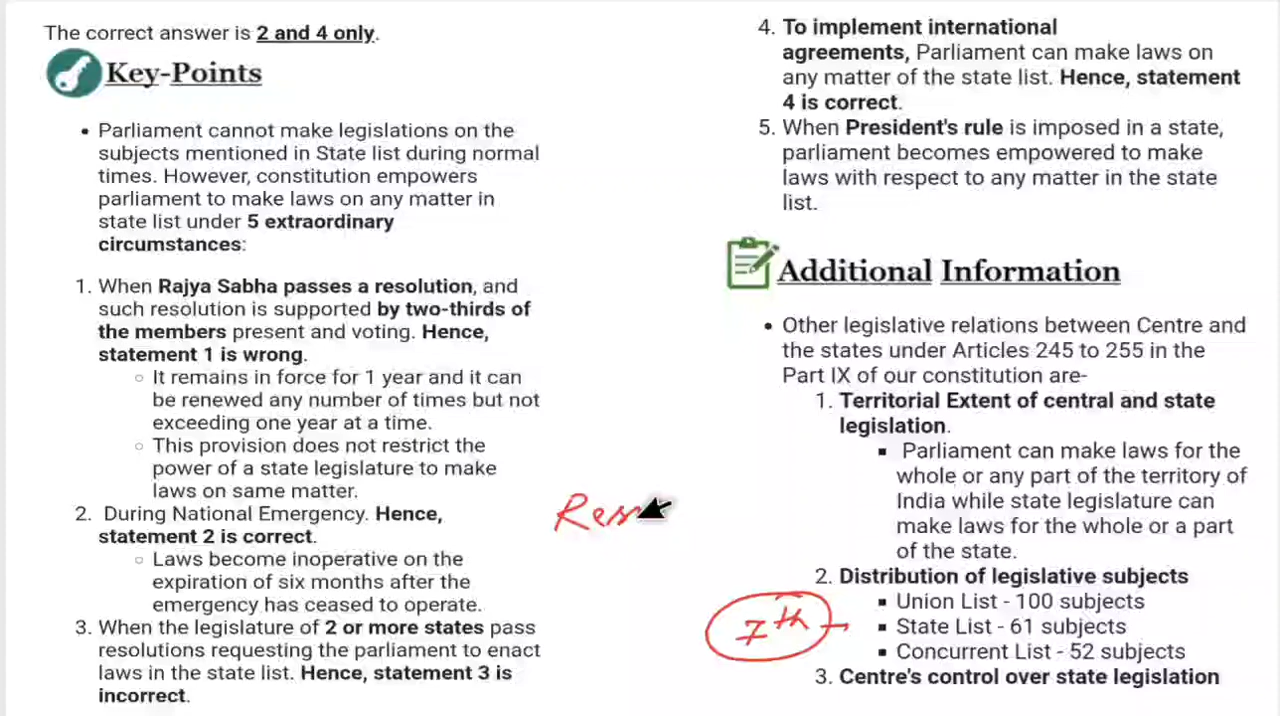 The correct answer is 2 and 4 only.
Key-Points
• Parliament cannot make legislations on the
subjects mentioned in State list during normal
times. However, constitution empowers
parliament to make laws on any matter in
state list under 5 extraordinary
circumstances:
1. When Rajya Sabha passes a resolution, and
such resolution is supported by two-thirds of
the members present and voting. Hence,
statement 1 is wrong.
○ It remains in force for 1 year and it can
be renewed any number of times but not
exceeding one year at a time.
○ This provision does not restrict the
power of a state legislature to make
laws on same matter.
2. During National Emergency. Hence,
statement 2 is correct.
○ Laws become inoperative on the
expiration of six months after the
emergency has ceased to operate.
3. When the legislature of 2 or more states pass
resolutions requesting the parliament to enact
laws in the state list. Hence, statement 3 is
incorrect.
4. To implement international
agreements, Parliament can make laws on
any matter of the state list. Hence, statement
4 is correct.
5. When President's rule is imposed in a state,
parliament becomes empowered to make
laws with respect to any matter in the state
list.
Additional Information
• Other legislative relations between Centre and
the states under Articles 245 to 255 in the
Part IX of our constitution are-
1. Territorial Extent of central and state
legislation.
▪ Parliament can make laws for the
whole or any part of the territory of
India while state legislature can
make laws for the whole or a part
of the state.
2. Distribution of legislative subjects
▪ Union List - 100 subjects
▪ State List - 61 subjects
▪ Concurrent List - 52 subjects
3. Centre's control over state legislation
7th